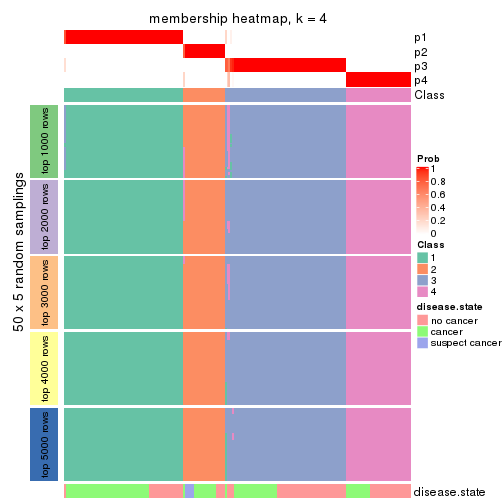 membership heatmap, k = 4
p1
p2
p3
p4
Class
50 x 5 random samplings
top 1000 rows
top 2000 rows
top 3000 rows
top 4000 rows
top 5000 rows
disease.state
Prob
1
0.8
0.6
0.4
0.2
0
Class
1
2
3
4
disease.state
no cancer
cancer
suspect cancer